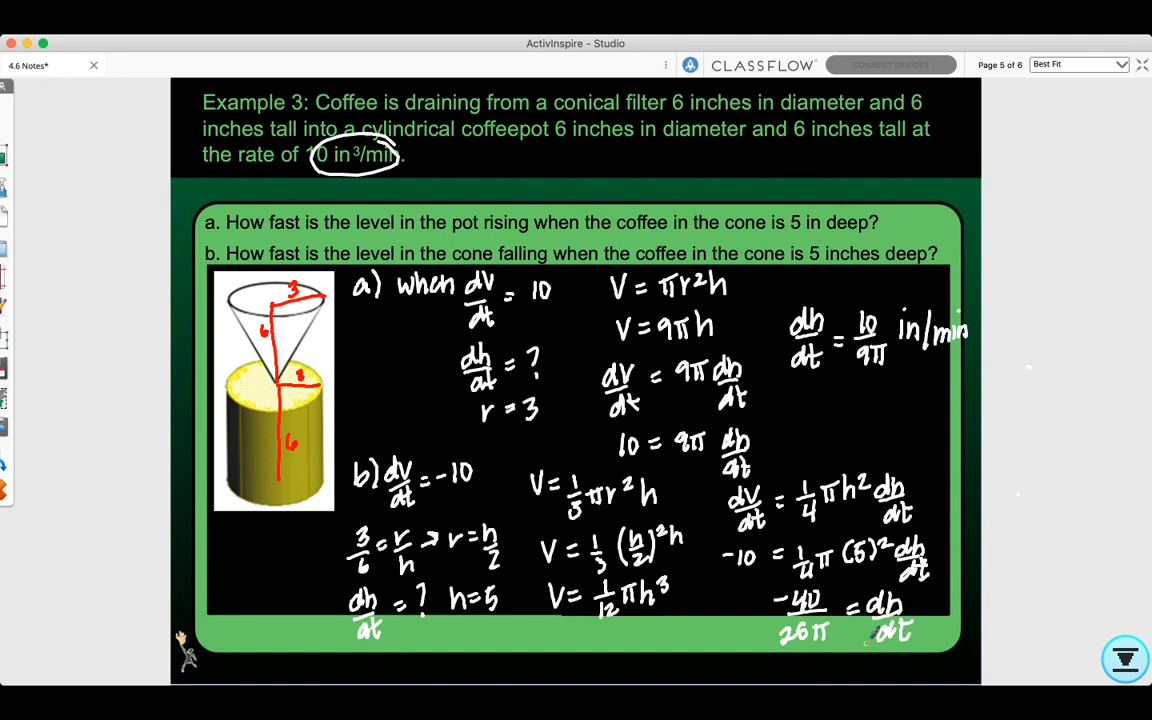 ActivInspire - Studio
4.6 Notes*
CLASSFLOW
CONNECT DEVICES
Page 5 of 6
Best Fit
Example 3: Coffee is draining from a conical filter 6 inches in diameter and 6
inches tall into a cylindrical coffeepot 6 inches in diameter and 6 inches tall at
the rate of 10 in³/min.
a. How fast is the level in the pot rising when the coffee in the cone is 5 in deep?
b. How fast is the level in the cone falling when the coffee in the cone is 5 inches deep?
3
6
3
6
a) when dV/dt = 10
dh/dt = ?
r = 3
V = πr²h
V = 9πh
dV/dt = 9π dh/dt
10 = 9π dh/dt
dh/dt = 10/9π in/min
b) dV/dt = -10
3/6 = r/h → r = h/2
dh/dt = ? h = 5
V = 1/3 πr²h
V = 1/3 (h/2)²h
V = 1/12 πh³
dV/dt = 1/4 πh² dh/dt
-10 = 1/4 π (5)² dh/dt
-40/25π = dh/dt